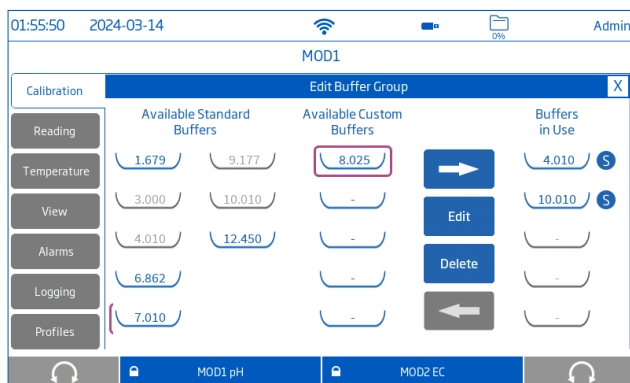 01:55:50 2024-03-14 0% Admin
MOD1
Calibration
Reading
Temperature
View
Alarms
Logging
Profiles
Edit Buffer Group X
Available Standard
Buffers
1.679 9.177
3.000 10.010
4.010 12.450
6.862
7.010
Available Custom
Buffers
8.025
-
-
-
-
Edit
Delete
Buffers
in Use
4.010 S
10.010 S
-
-
-
MOD1 pH
MOD2 EC